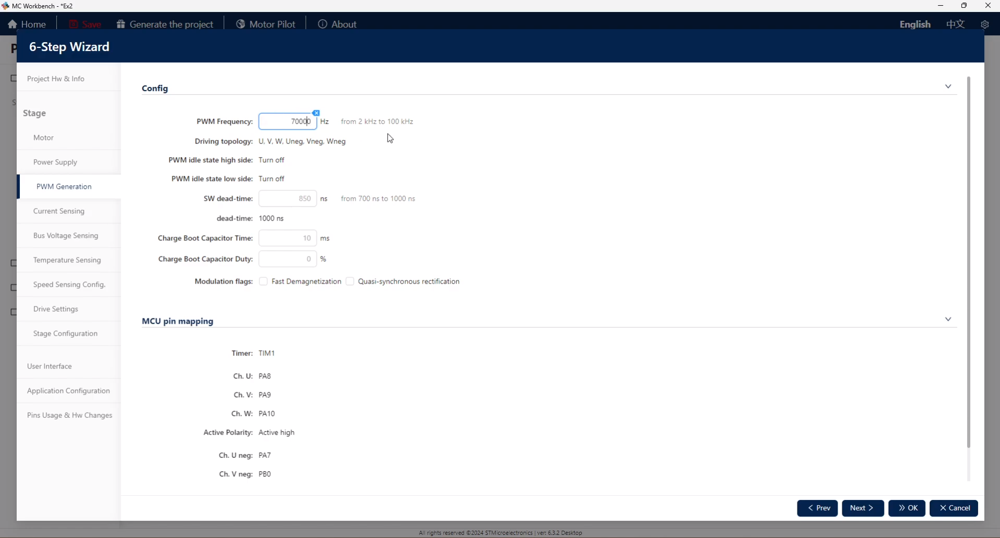 MC Workbench - *Ex2
Home Save Generate the project Motor Pilot About English 中文
6-Step Wizard
Project Hw & Info
Stage
Motor
Power Supply
PWM Generation
Current Sensing
Bus Voltage Sensing
Temperature Sensing
Speed Sensing Config.
Drive Settings
Stage Configuration
User Interface
Application Configuration
Pins Usage & Hw Changes
Config
PWM Frequency: 70000 Hz from 2 kHz to 100 kHz
Driving topology: U, V, W, Uneg, Vneg, Wneg
PWM idle state high side: Turn off
PWM idle state low side: Turn off
SW dead-time: 850 ns from 700 ns to 1000 ns
dead-time: 1000 ns
Charge Boot Capacitor Time: 10 ms
Charge Boot Capacitor Duty: 0 %
Modulation flags: Fast Demagnetization Quasi-synchronous rectification
MCU pin mapping
Timer: TIM1
Ch. U: PA8
Ch. V: PA9
Ch. W: PA10
Active Polarity: Active high
Ch. U neg: PA7
Ch. V neg: PB0
Prev Next OK Cancel
All rights reserved ©2024 STMicroelectronics | ver: 6.3.2 Desktop